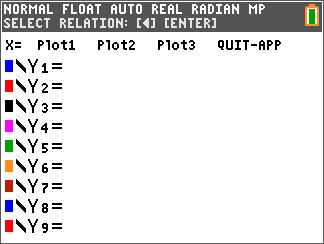 NORMAL FLOAT AUTO REAL RADIAN MP
SELECT RELATION: [◄] [ENTER]
X= Plot1 Plot2 Plot3 QUIT-APP
\Y1=
\Y2=
\Y3=
\Y4=
\Y5=
\Y6=
\Y7=
\Y8=
\Y9=